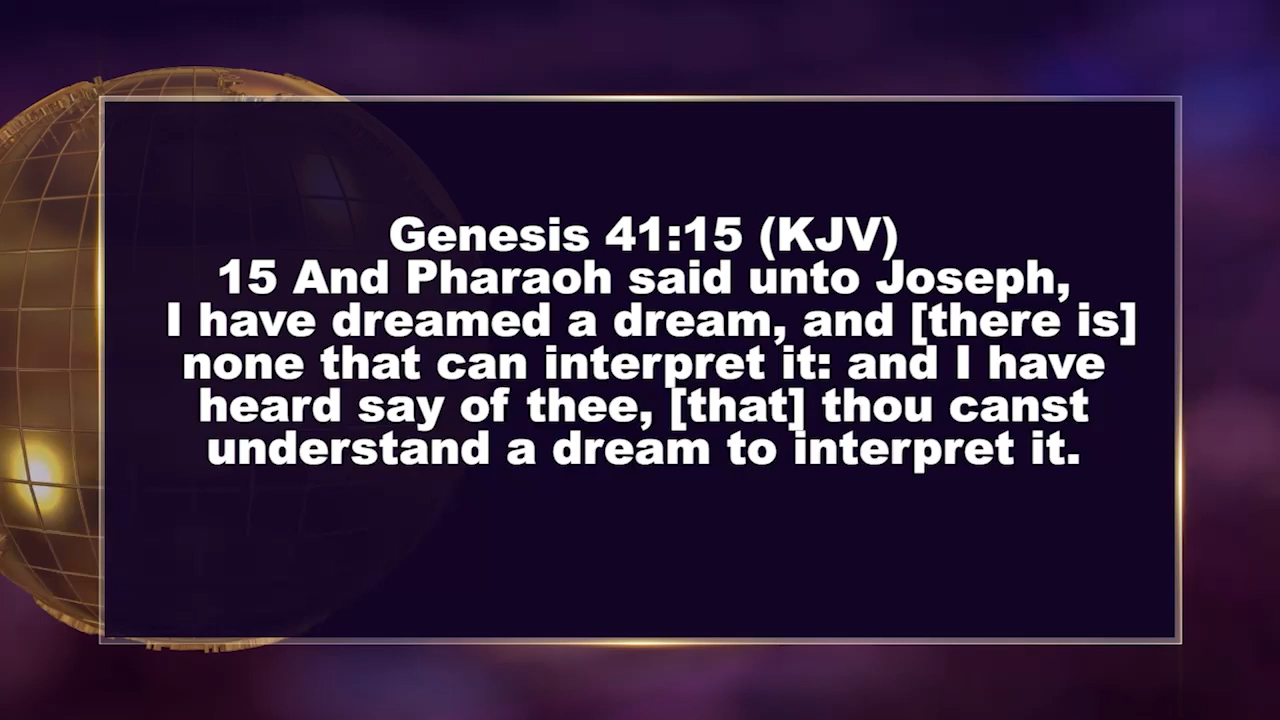 Genesis 41:15 (KJV)
15 And Pharaoh said unto Joseph,
I have dreamed a dream, and [there is]
none that can interpret it: and I have
heard say of thee, [that] thou canst
understand a dream to interpret it.